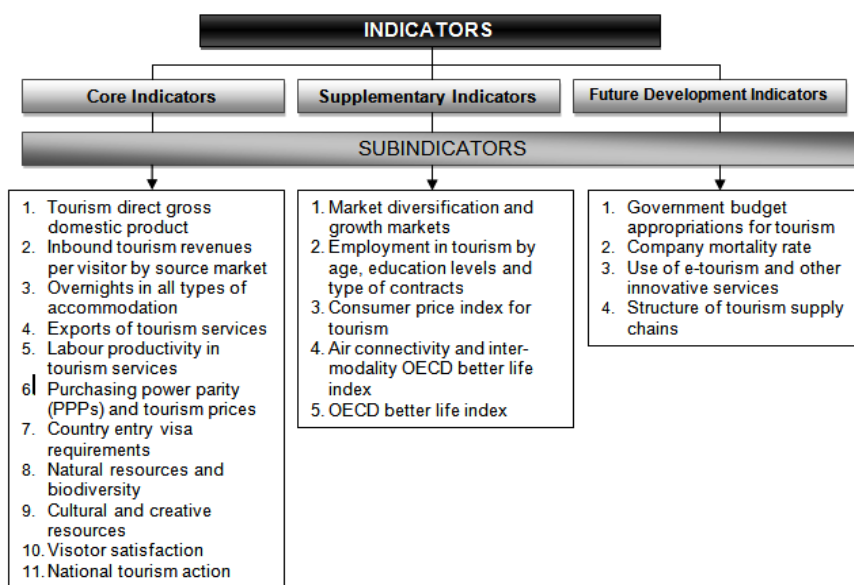 INDICATORS
Core Indicators
Supplementary Indicators
Future Development Indicators
SUBINDICATORS
1. Tourism direct gross
domestic product
2. Inbound tourism revenues
per visitor by source market
3. Overnights in all types of
accommodation
4. Exports of tourism services
5. Labour productivity in
tourism services
6 Purchasing power parity
(PPPs) and tourism prices
7. Country entry visa
requirements
8. Natural resources and
biodiversity
9. Cultural and creative
resources
10. Visotor satisfaction
11. National tourism action
1. Market diversification and
growth markets
2. Employment in tourism by
age, education levels and
type of contracts
3. Consumer price index for
tourism
4. Air connectivity and inter-
modality OECD better life
index
5. OECD better life index
1. Government budget
appropriations for tourism
2. Company mortality rate
3. Use of e-tourism and other
innovative services
4. Structure of tourism supply
chains